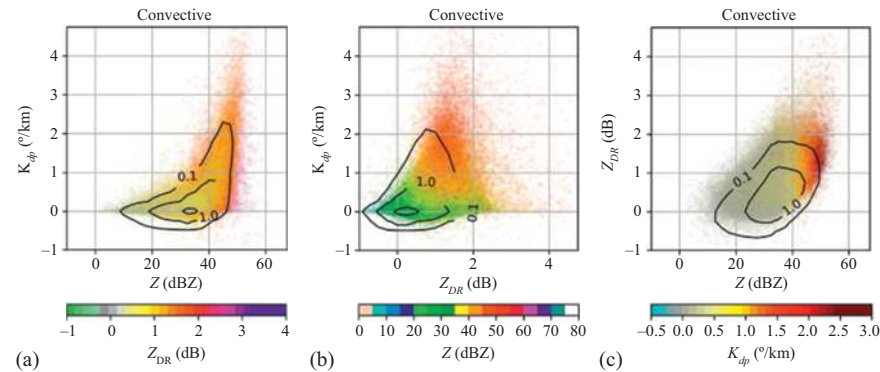 Convective
4
3
2
1
0
−1
K_dp (º/km)
0.1
1.0
0 20 40 60
Z (dBZ)
−1 0 1 2 3 4
Z_DR (dB)
(a)
Convective
4
3
2
1
0
−1
K_dp (º/km)
1.0
0.1
0 2 4
Z_DR (dB)
0 10 20 30 40 50 60 70 80
Z (dBZ)
(b)
Convective
4
3
2
1
0
−1
Z_DR (dB)
0.1
1.0
0 20 40 60
Z (dBZ)
−0.5 0.0 0.5 1.0 1.5 2.0 2.5 3.0
K_dp (º/km)
(c)